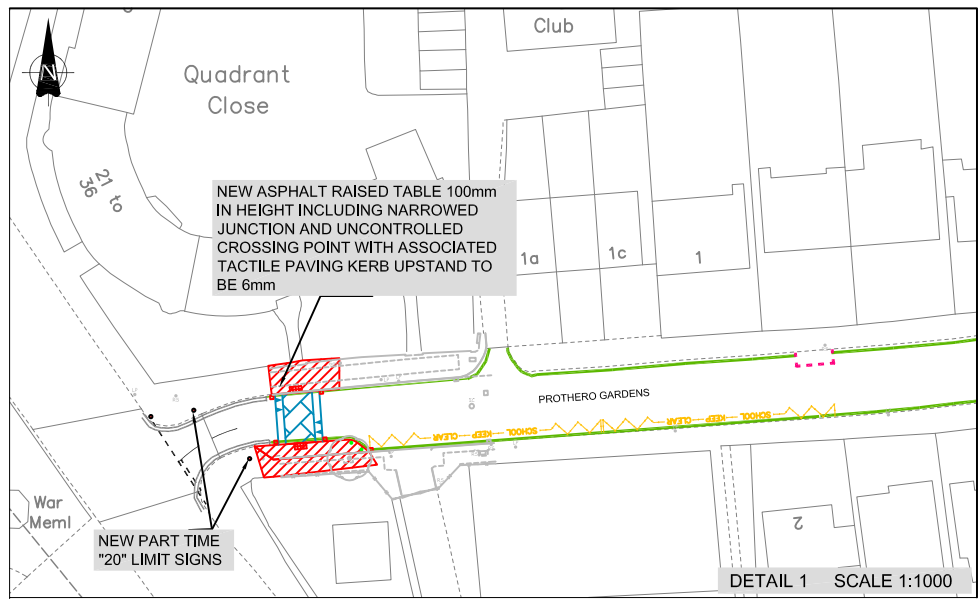 Club
Quadrant
Close
N
21 to
36
NEW ASPHALT RAISED TABLE 100mm
IN HEIGHT INCLUDING NARROWED
JUNCTION AND UNCONTROLLED
CROSSING POINT WITH ASSOCIATED
TACTILE PAVING KERB UPSTAND TO
BE 6mm
1a
1c
1
PROTHERO GARDENS
SCHOOL KEEP CLEAR
SCHOOL KEEP CLEAR
War
Meml
NEW PART TIME
"20" LIMIT SIGNS
2
DETAIL 1 SCALE 1:1000